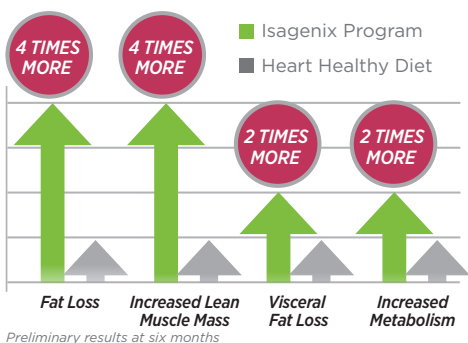 4 TIMES
MORE
4 TIMES
MORE
Isagenix Program
Heart Healthy Diet
2 TIMES
MORE
2 TIMES
MORE
Fat Loss
Increased Lean
Muscle Mass
Visceral
Fat Loss
Increased
Metabolism
Preliminary results at six months